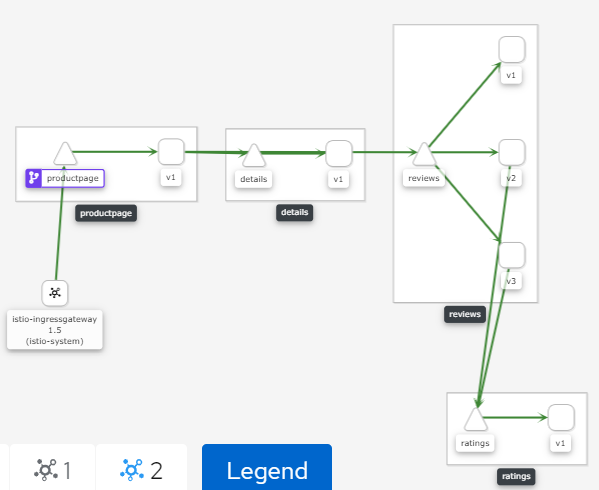 v1
productpage
v1
details
v1
reviews
v2
productpage
details
v3
istio-ingressgateway
1.5
(istio-system)
reviews
ratings
v1
ratings
1
2
Legend